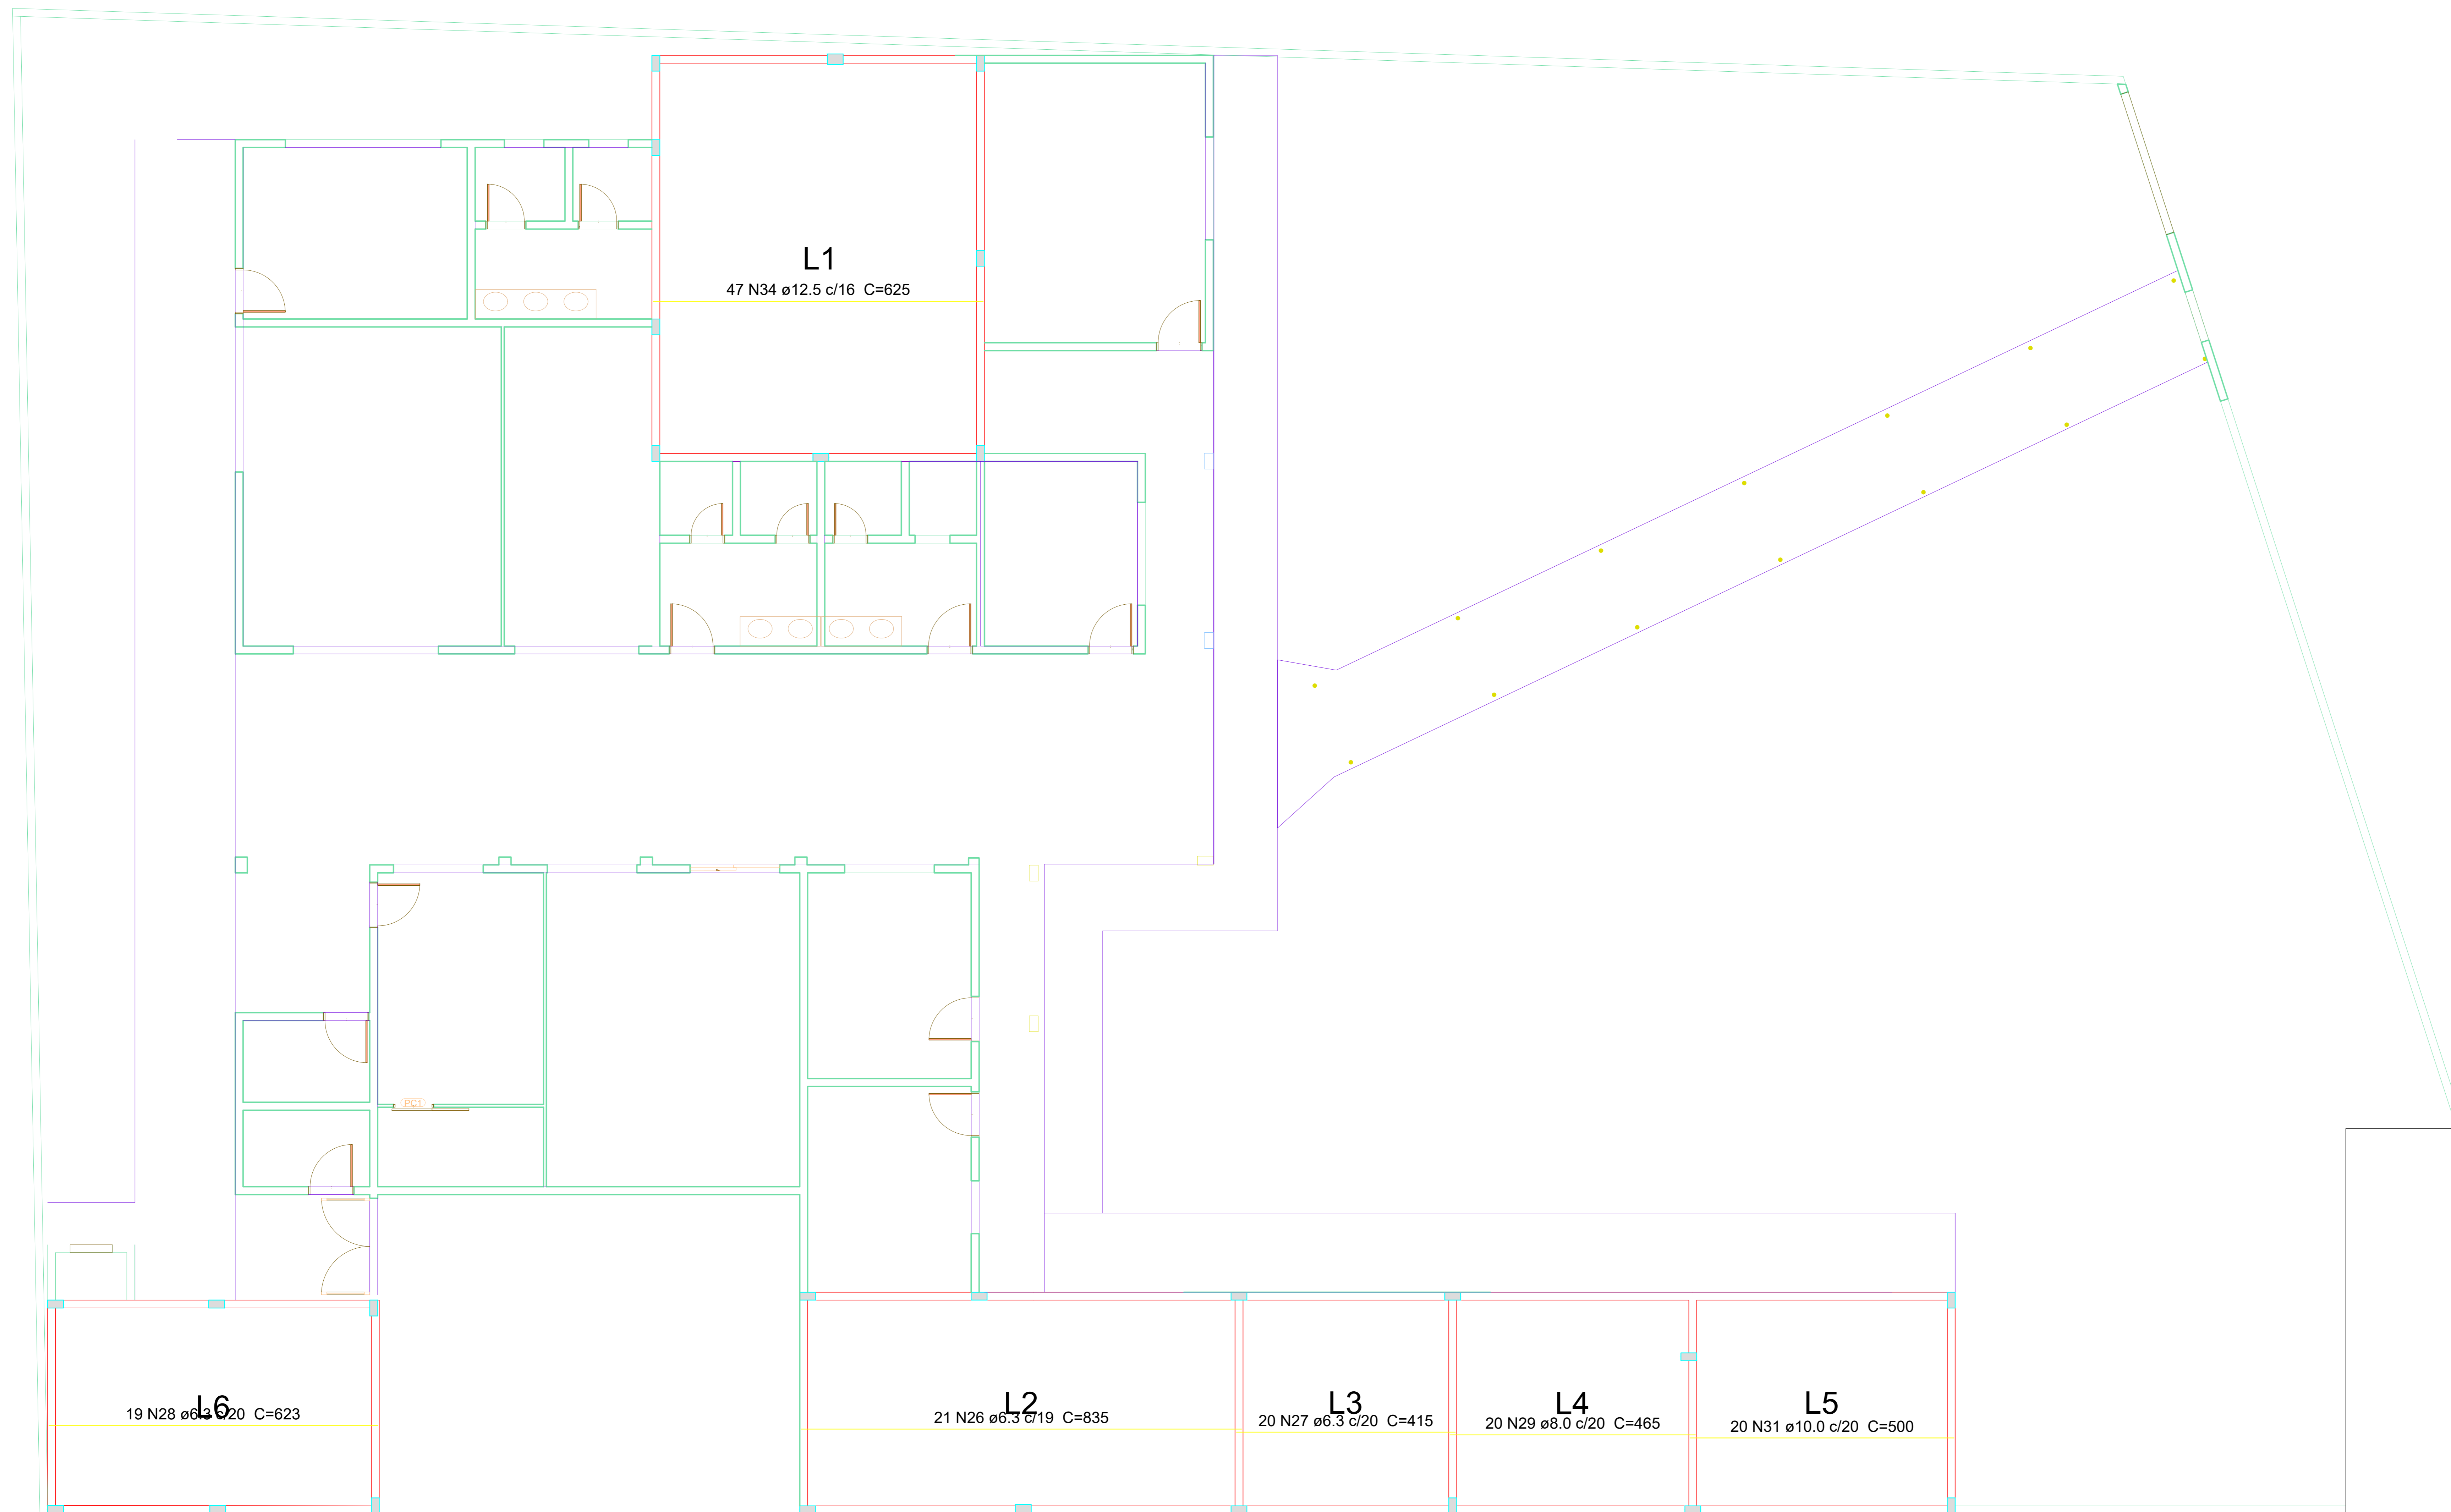 L1
47 N34 ø12.5 c/16 C=625
PC1
L6
19 N28 ø6.3 c/20 C=623
L2
21 N26 ø6.3 c/19 C=835
L3
20 N27 ø6.3 c/20 C=415
L4
20 N29 ø8.0 c/20 C=465
L5
20 N31 ø10.0 c/20 C=500